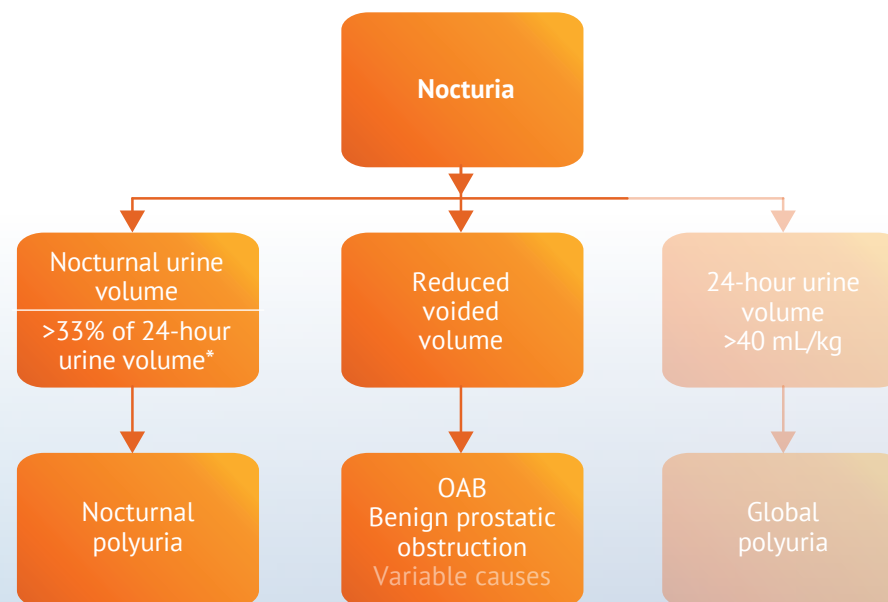 Nocturia
Nocturnal urine
volume
>33% of 24-hour
urine volume*
Reduced
voided
volume
24-hour urine
volume
>40 mL/kg
Nocturnal
polyuria
OAB
Benign prostatic
obstruction
Variable causes
Global
polyuria